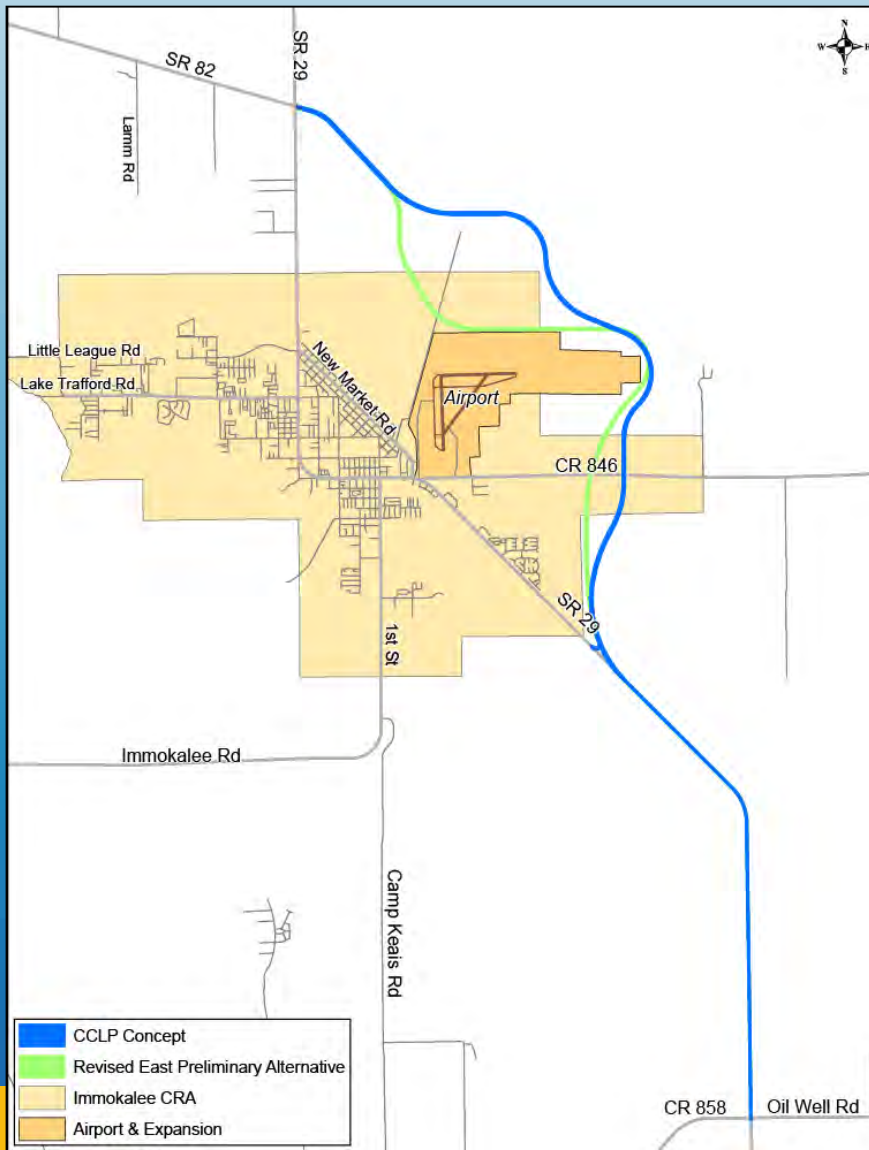 N
W E
S
SR 82
SR 29
Lamm Rd
Little League Rd
Lake Trafford Rd
New Market Rd
Airport
CR 846
SR 29
1st St
Immokalee Rd
Camp Keais Rd
CR 858
Oil Well Rd
CCLP Concept
Revised East Preliminary Alternative
Immokalee CRA
Airport & Expansion